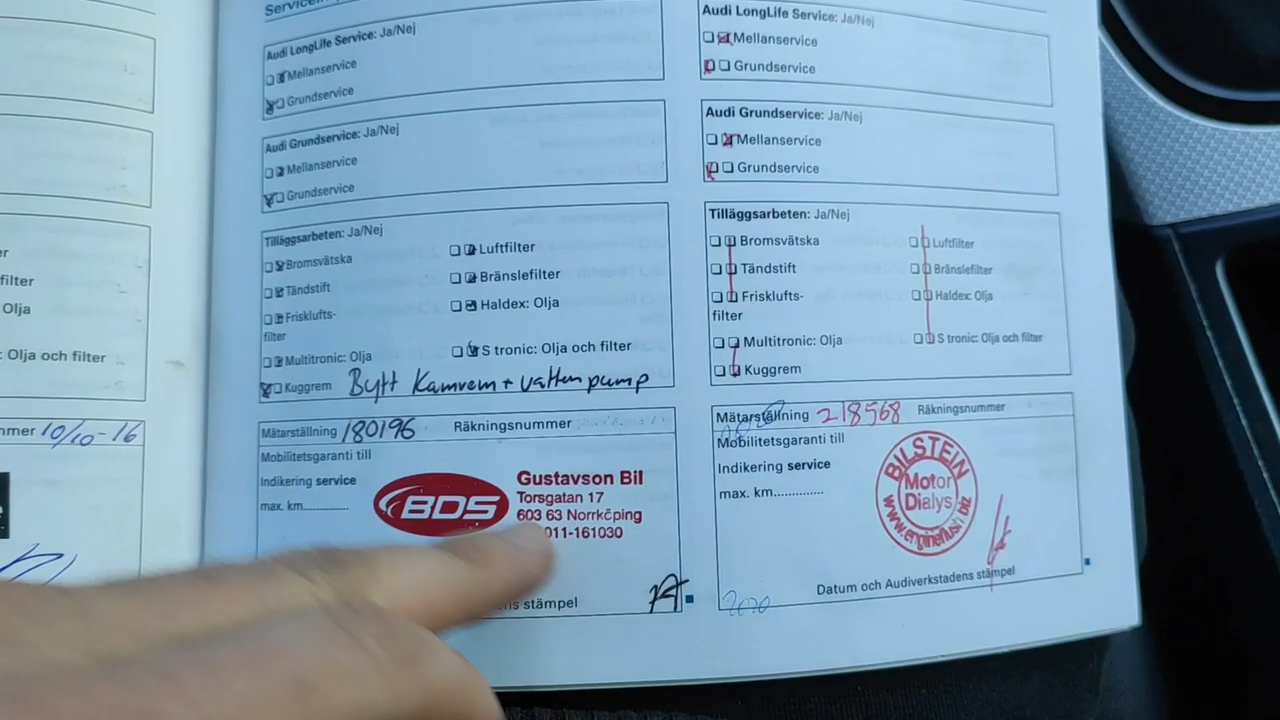 Audi LongLife Service: Ja/Nej
Mellanservice
Grundservice
Audi Grundservice: Ja/Nej
Mellanservice
Grundservice
Tilläggsarbeten: Ja/Nej
Bromsvätska
Luftfilter
Tändstift
Bränslefilter
Frisklufts-
filter
Haldex: Olja
Multitronic: Olja
S tronic: Olja och filter
Kuggrem Bytt Kamrem + vattenpump
Mätarställning 180196 Räkningsnummer
Mobilitetsgaranti till
Indikering service
max. km
BDS
Gustavson Bil
Torsgatan 17
603 63 Norrköping
011-161030
ns stämpel
Audi LongLife Service: Ja/Nej
Mellanservice
Grundservice
Audi Grundservice: Ja/Nej
Mellanservice
Grundservice
Tilläggsarbeten: Ja/Nej
Bromsvätska
Luftfilter
Tändstift
Bränslefilter
Frisklufts-
filter
Haldex: Olja
Multitronic: Olja
S tronic: Olja och filter
Kuggrem
Mätarställning 218568 Räkningsnummer
Mobilitetsgaranti till
Indikering service
max. km
BILSTEIN
Motor
Dialys
Datum och Audiverkstadens stämpel
2020
filter
Olja
: Olja och filter
mmer 10/10-16